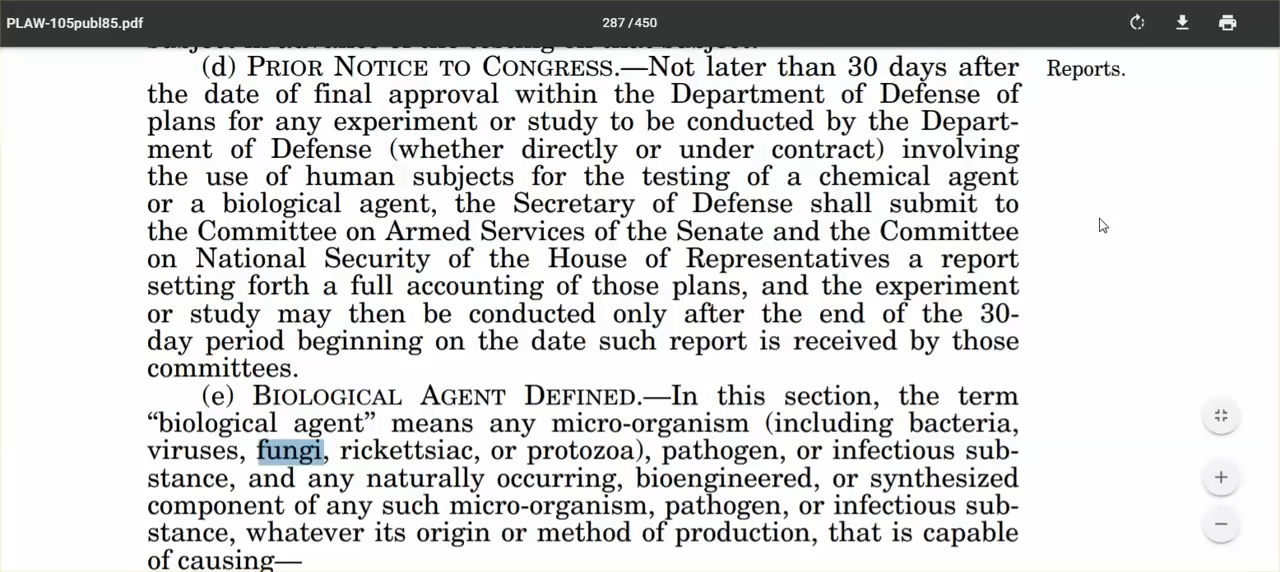 PLAW-105publ85.pdf
287 / 450
subject in advance of the testing on that subject.
(d) PRIOR NOTICE TO CONGRESS.—Not later than 30 days after
Reports.
the date of final approval within the Department of Defense of
plans for any experiment or study to be conducted by the Depart-
ment of Defense (whether directly or under contract) involving
the use of human subjects for the testing of a chemical agent
or a biological agent, the Secretary of Defense shall submit to
the Committee on Armed Services of the Senate and the Committee
on National Security of the House of Representatives a report
setting forth a full accounting of those plans, and the experiment
or study may then be conducted only after the end of the 30-
day period beginning on the date such report is received by those
committees.
(e) BIOLOGICAL AGENT DEFINED.—In this section, the term
“biological agent” means any micro-organism (including bacteria,
viruses, fungi, rickettsiac, or protozoa), pathogen, or infectious sub-
stance, and any naturally occurring, bioengineered, or synthesized
component of any such micro-organism, pathogen, or infectious sub-
stance, whatever its origin or method of production, that is capable
of causing—